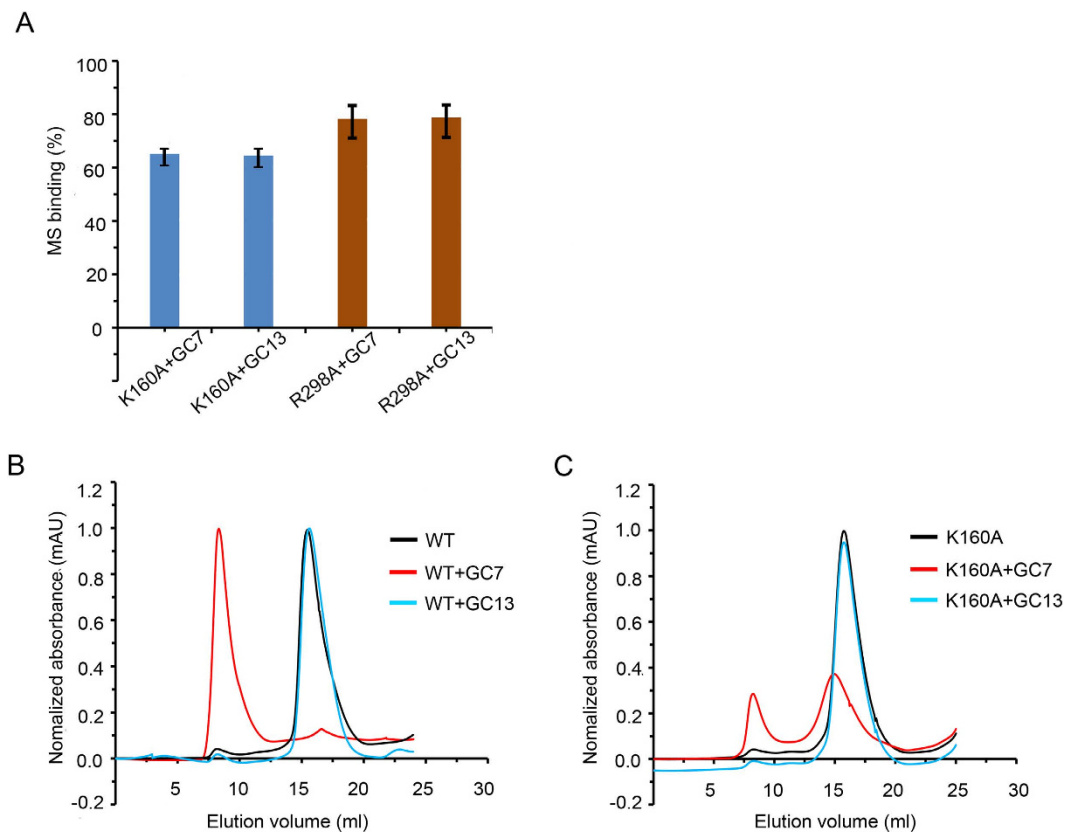 A
MS binding (%)
100
80
60
40
20
0
K160A+GC7
K160A+GC13
R298A+GC7
R298A+GC13
B
Nomalized absorbance (mAU)
1.2
1.0
0.8
0.6
0.4
0.2
0.0
-0.2
5 10 15 20 25 30
Elution volume (ml)
WT
WT+GC7
WT+GC13
C
Nomalized absorbance (mAU)
1.2
1.0
0.8
0.6
0.4
0.2
0.0
-0.2
5 10 15 20 25 30
Elution volume (ml)
K160A
K160A+GC7
K160A+GC13